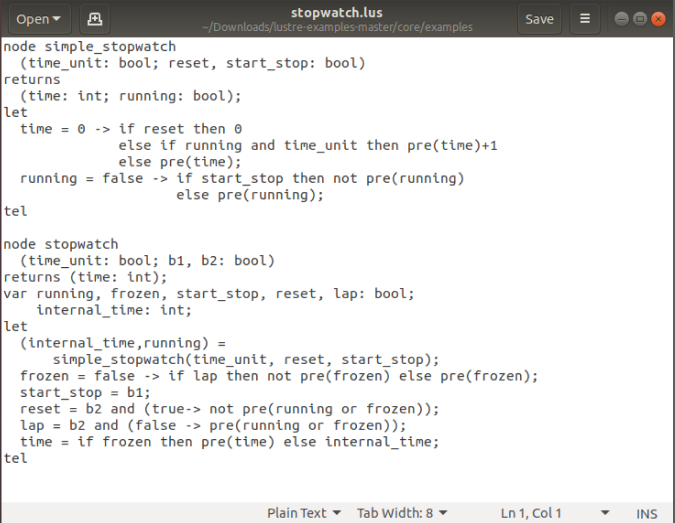 Open
stopwatch.lus
~/Downloads/lustre-examples-master/core/examples
Save
node simple_stopwatch
  (time_unit: bool; reset, start_stop: bool)
returns
  (time: int; running: bool);
let
  time = 0 -> if reset then 0
              else if running and time_unit then pre(time)+1
              else pre(time);
  running = false -> if start_stop then not pre(running)
                     else pre(running);
tel

node stopwatch
  (time_unit: bool; b1, b2: bool)
returns (time: int);
var running, frozen, start_stop, reset, lap: bool;
    internal_time: int;
let
  (internal_time,running) =
      simple_stopwatch(time_unit, reset, start_stop);
  frozen = false -> if lap then not pre(frozen) else pre(frozen);
  start_stop = b1;
  reset = b2 and (true-> not pre(running or frozen));
  lap = b2 and (false -> pre(running or frozen));
  time = if frozen then pre(time) else internal_time;
tel
Plain Text Tab Width: 8 Ln 1, Col 1 INS